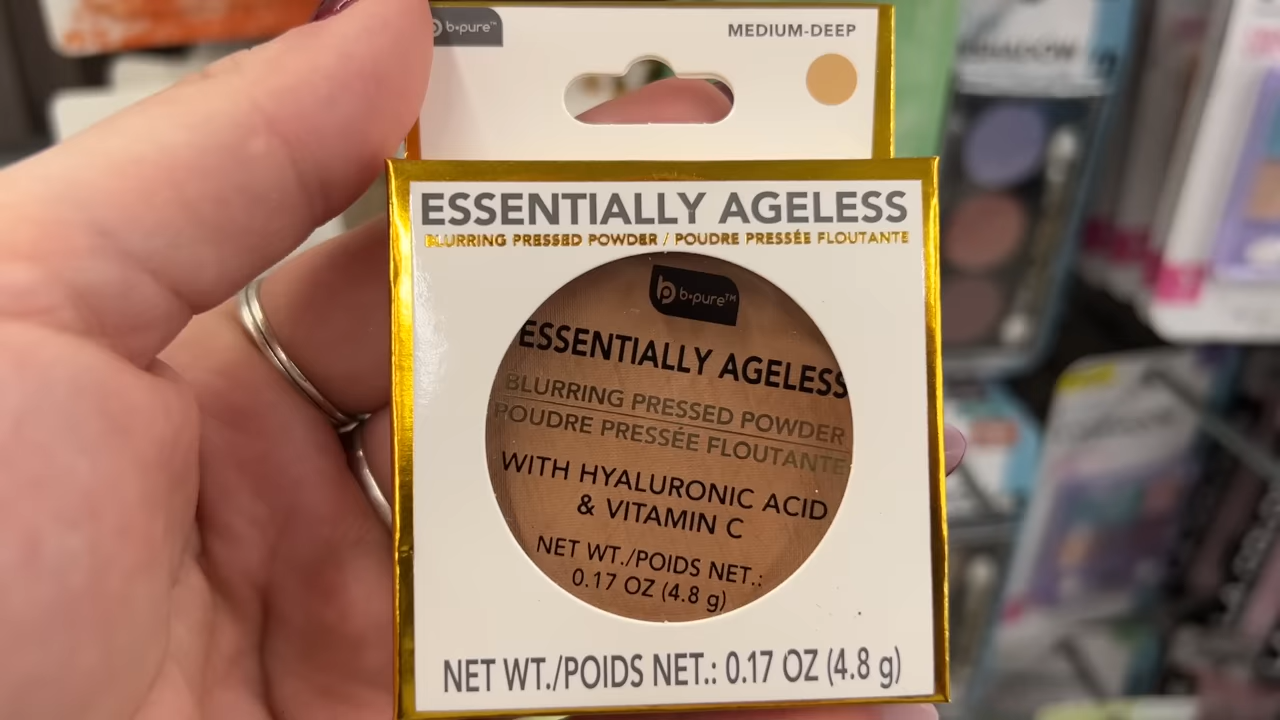 b•pure™
MEDIUM-DEEP
ESSENTIALLY AGELESS
BLURRING PRESSED POWDER / POUDRE PRESSÉE FLOUTANTE
b•pure™
ESSENTIALLY AGELESS
BLURRING PRESSED POWDER
POUDRE PRESSÉE FLOUTANTE
WITH HYALURONIC ACID
& VITAMIN C
NET WT./POIDS NET.:
0.17 OZ (4.8 g)
NET WT./POIDS NET.: 0.17 OZ (4.8 g)